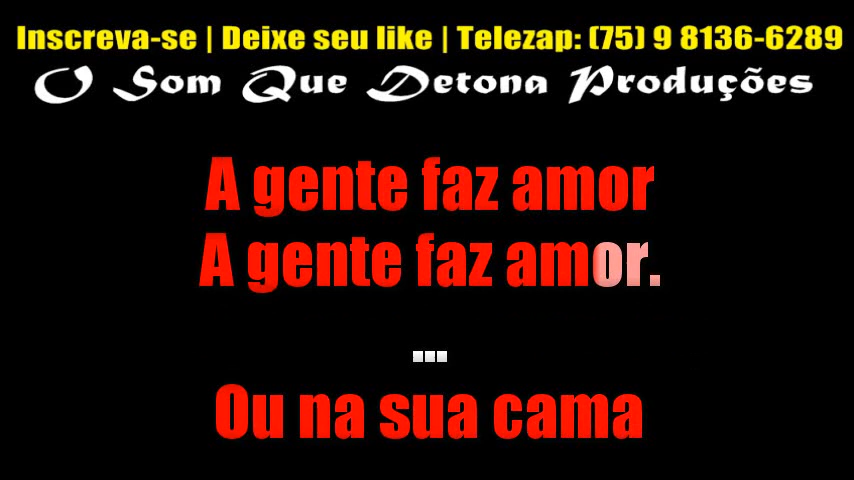 Inscreva-se | Deixe seu like | Telezap: (75) 9 8136-6289
O Som Que Detona Produções
A gente faz amor
A gente faz amor.
...
Ou na sua cama